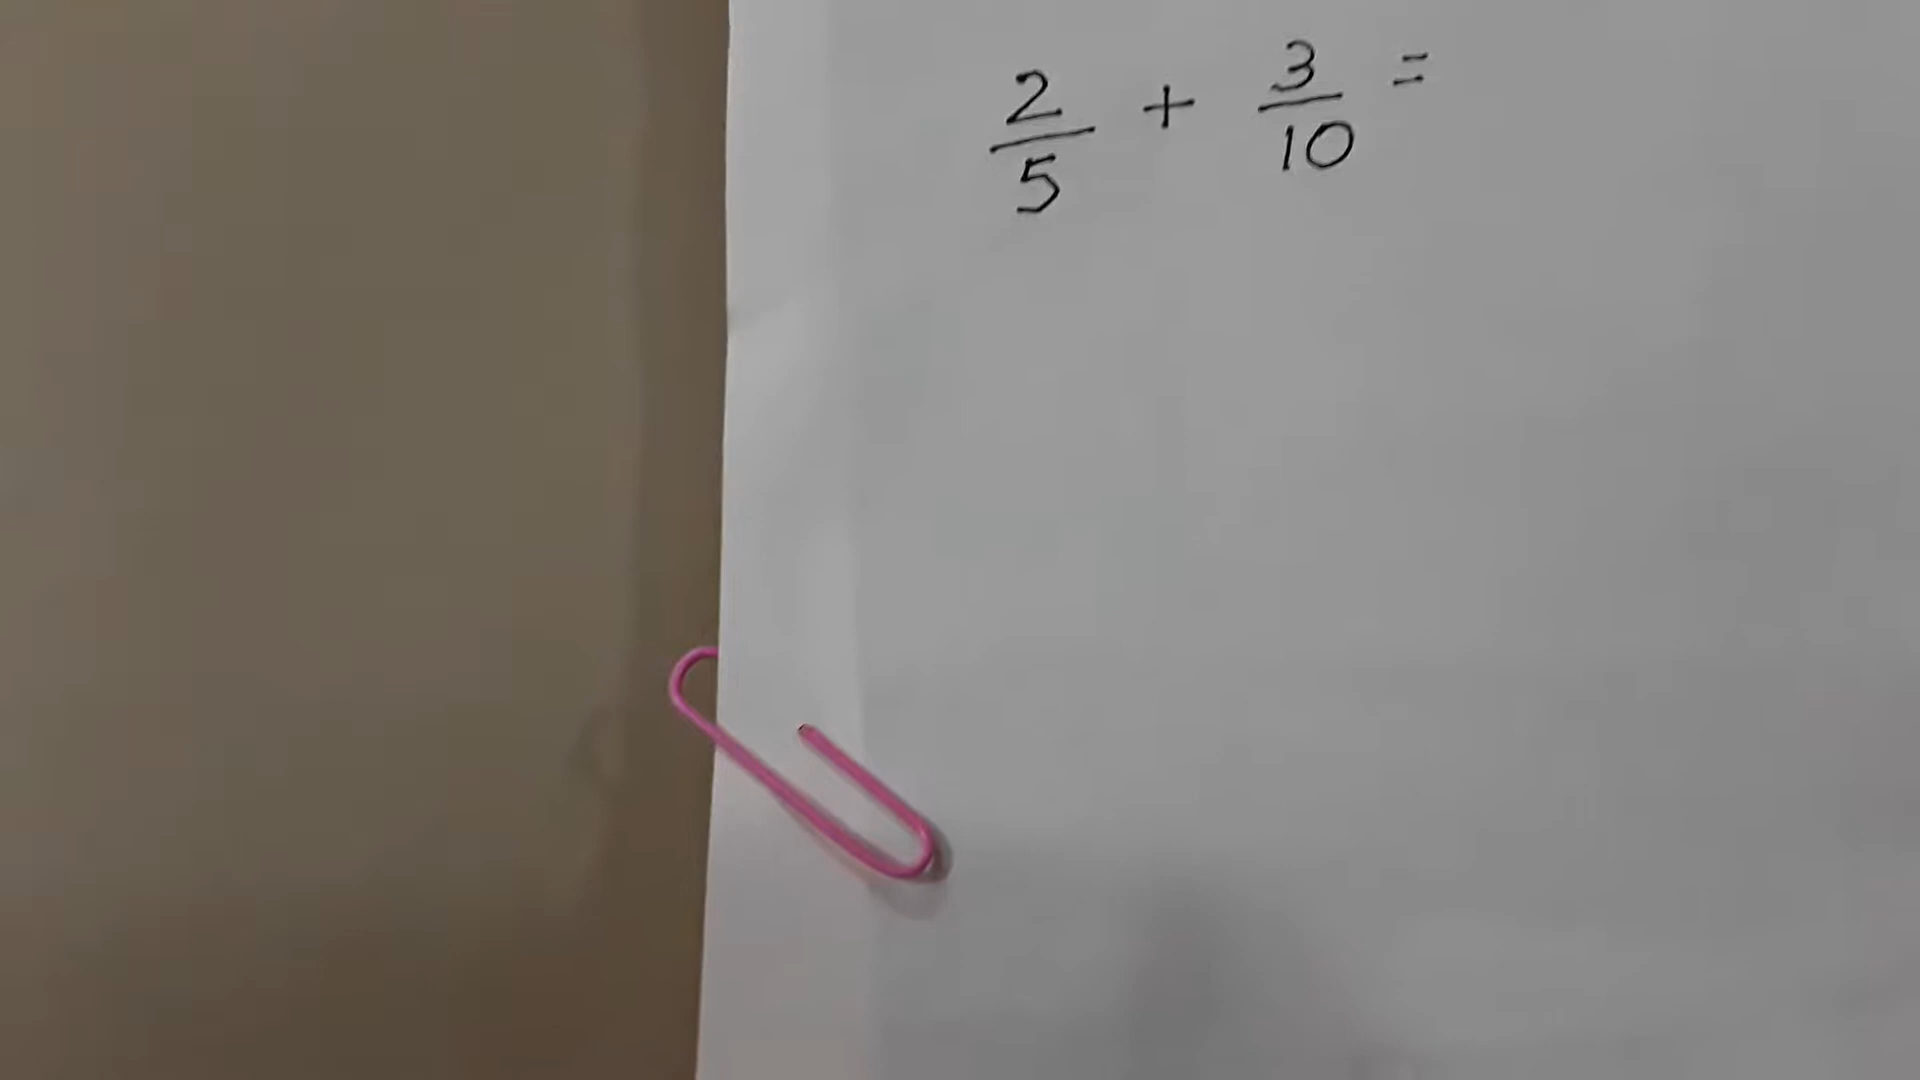 2/5 + 3/10 =